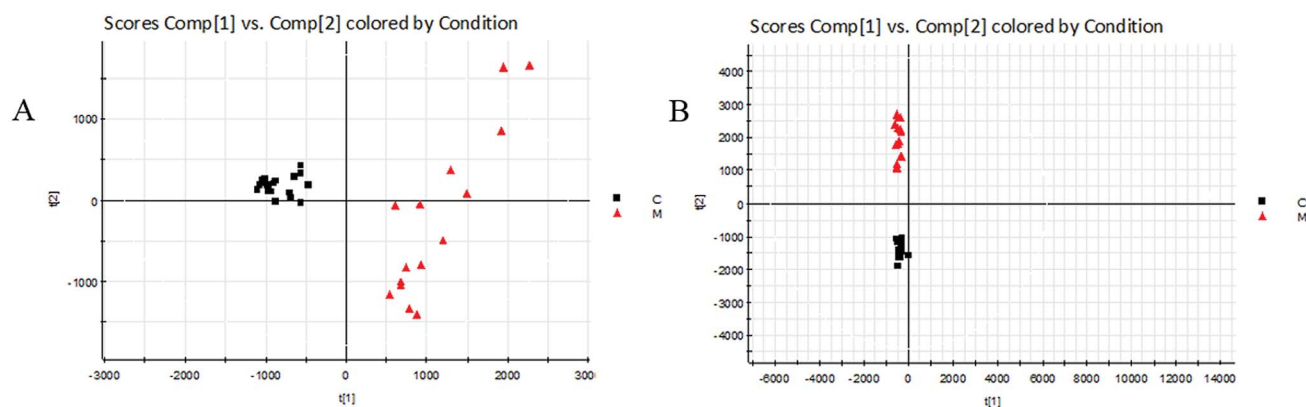 Scores Comp[1] vs. Comp[2] colored by Condition
A
1000
0
-1000
t[2]
-3000 -2000 -1000 0 1000 2000 300
t[1]
C
M
Scores Comp[1] vs. Comp[2] colored by Condition
B
4000
3000
2000
1000
0
-1000
-2000
-3000
-4000
t[2]
-6000 -4000 -2000 0 2000 4000 6000 8000 10000 12000 14000
t[1]
C
M